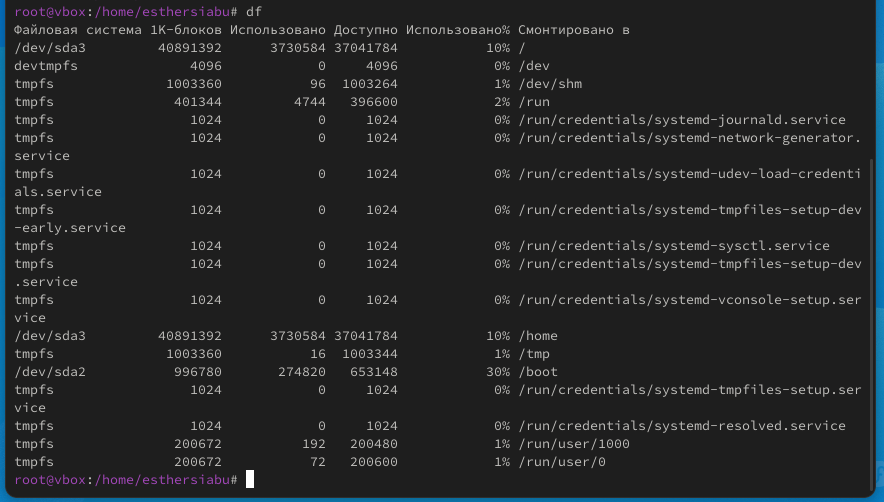 root@vbox:/home/esthersiabu# df
Файловая система 1K-блоков Использовано Доступно Использовано% Смонтировано в
/dev/sda3         40891392      3730584 37041784           10% /
devtmpfs              4096            0     4096            0% /dev
tmpfs              1003360           96  1003264            1% /dev/shm
tmpfs               401344         4744   396600            2% /run
tmpfs                 1024            0     1024            0% /run/credentials/systemd-journald.service
tmpfs                 1024            0     1024            0% /run/credentials/systemd-network-generator.
service
tmpfs                 1024            0     1024            0% /run/credentials/systemd-udev-load-credenti
als.service
tmpfs                 1024            0     1024            0% /run/credentials/systemd-tmpfiles-setup-dev
-early.service
tmpfs                 1024            0     1024            0% /run/credentials/systemd-sysctl.service
tmpfs                 1024            0     1024            0% /run/credentials/systemd-tmpfiles-setup-dev
.service
tmpfs                 1024            0     1024            0% /run/credentials/systemd-vconsole-setup.ser
vice
/dev/sda3         40891392      3730584 37041784           10% /home
tmpfs              1003360           16  1003344            1% /tmp
/dev/sda2           996780       274820   653148           30% /boot
tmpfs                 1024            0     1024            0% /run/credentials/systemd-tmpfiles-setup.ser
vice
tmpfs                 1024            0     1024            0% /run/credentials/systemd-resolved.service
tmpfs               200672          192   200480            1% /run/user/1000
tmpfs               200672           72   200600            1% /run/user/0
root@vbox:/home/esthersiabu#